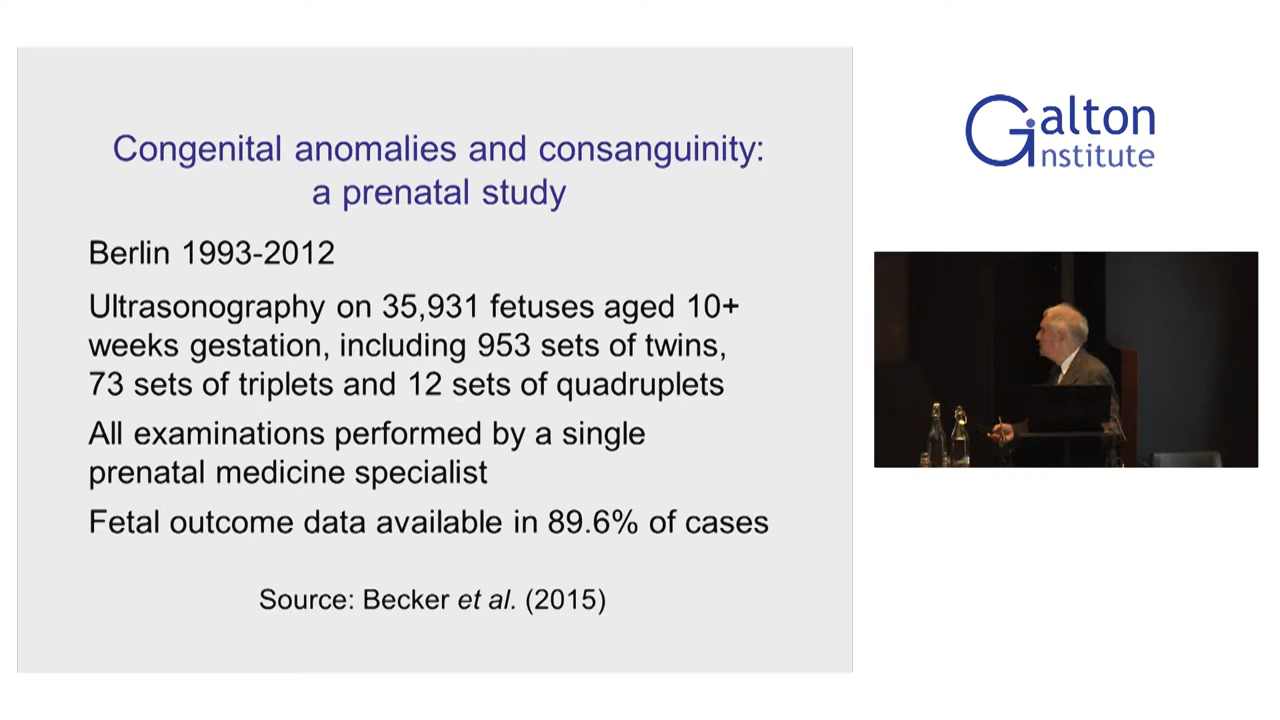 Congenital anomalies and consanguinity:
a prenatal study
Berlin 1993-2012
Ultrasonography on 35,931 fetuses aged 10+
weeks gestation, including 953 sets of twins,
73 sets of triplets and 12 sets of quadruplets
All examinations performed by a single
prenatal medicine specialist
Fetal outcome data available in 89.6% of cases
Source: Becker et al. (2015)
Galton
institute